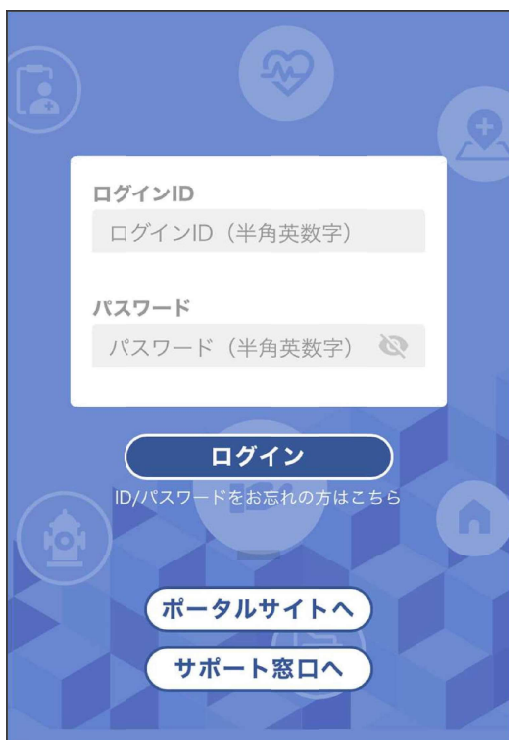 ログインID
ログインID（半角英数字）
パスワード
パスワード（半角英数字）
ログイン
ID/パスワードをお忘れの方はこちら
ポータルサイトへ
サポート窓口へ